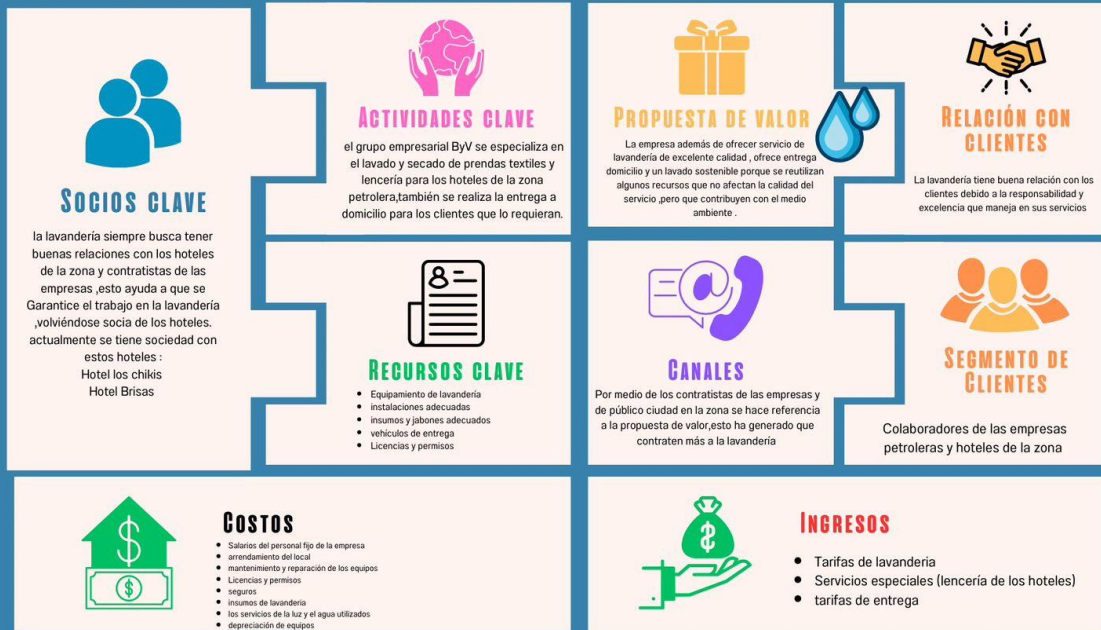 SOCIOS CLAVE
la lavandería siempre busca tener
buenas relaciones con los hoteles
de la zona y contratistas de las
empresas ,esto ayuda a que se
Garantice el trabajo en la lavandería
,volviéndose socia de los hoteles.
actualmente se tiene sociedad con
estos hoteles :
Hotel los chikis
Hotel Brisas
ACTIVIDADES CLAVE
el grupo empresarial ByV se especializa en
el lavado y secado de prendas textiles y
lencería para los hoteles de la zona
petrolera,también se realiza la entrega a
domicilio para los clientes que lo requieran.
RECURSOS CLAVE
• Equipamiento de lavandería
• instalaciones adecuadas
• insumos y jabones adecuados
• vehículos de entrega
• Licencias y permisos
PROPUESTA DE VALOR
La empresa además de ofrecer servicio de
lavandería de excelente calidad , ofrece entrega
domicilio y un lavado sostenible porque se reutilizan
algunos recursos que no afectan la calidad del
servicio ,pero que contribuyen con el medio
ambiente .
CANALES
Por medio de los contratistas de las empresas y
de público ciudad en la zona se hace referencia
a la propuesta de valor,esto ha generado que
contraten más a la lavandería
RELACIÓN CON
CLIENTES
La lavandería tiene buena relación con los
clientes debido a la responsabilidad y
excelencia que maneja en sus servicios
SEGMENTO DE
CLIENTES
Colaboradores de las empresas
petroleras y hoteles de la zona
COSTOS
• Salarios del personal fijo de la empresa
• arrendamiento del local
• mantenimiento y reparación de los equipos
• Licencias y permisos
• seguros
• insumos de lavanderia
• los servicios de la luz y el agua utilizados
• depreciación de equipos
INGRESOS
• Tarifas de lavanderia
• Servicios especiales (lencería de los hoteles)
• tarifas de entrega